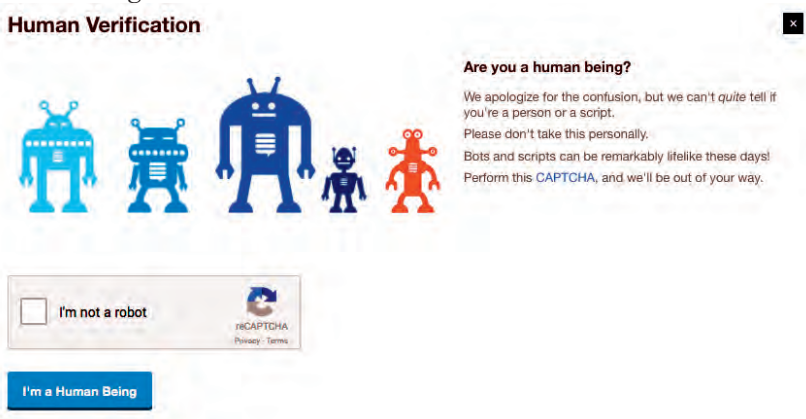 Human Verification
×
Are you a human being?
We apologize for the confusion, but we can't quite tell if
you're a person or a script.
Please don't take this personally.
Bots and scripts can be remarkably lifelike these days!
Perform this CAPTCHA, and we'll be out of your way.
I'm not a robot
reCAPTCHA
Privacy - Terms
I'm a Human Being